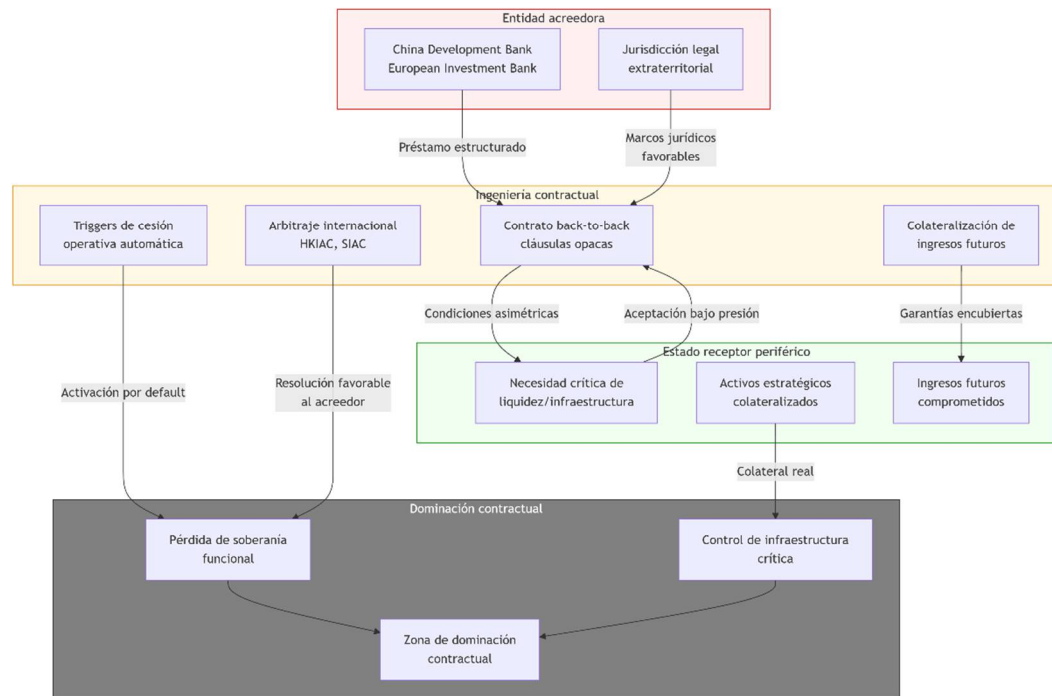 Entidad acreedora
China Development Bank
European Investment Bank
Jurisdicción legal
extraterritorial
Préstamo estructurado
Marcos jurídicos
favorables
Ingeniería contractual
Triggers de cesión
operativa automática
Arbitraje internacional
HKIAC, SIAC
Contrato back-to-back
cláusulas opacas
Colateralización de
ingresos futuros
Condiciones asimétricas
Aceptación bajo presión
Garantías encubiertas
Estado receptor periférico
Activación por default
Resolución favorable
al acreedor
Necesidad crítica de
liquidez/infraestructura
Activos estratégicos
colateralizados
Ingresos futuros
comprometidos
Colateral real
Dominación contractual
Pérdida de soberanía
funcional
Control de infraestructura
crítica
Zona de dominación
contractual